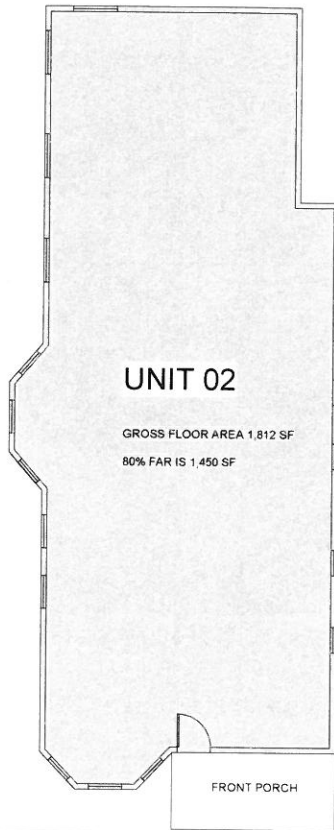 UNIT 02
GROSS FLOOR AREA 1,812 SF
80% FAR IS 1,450 SF
FRONT PORCH